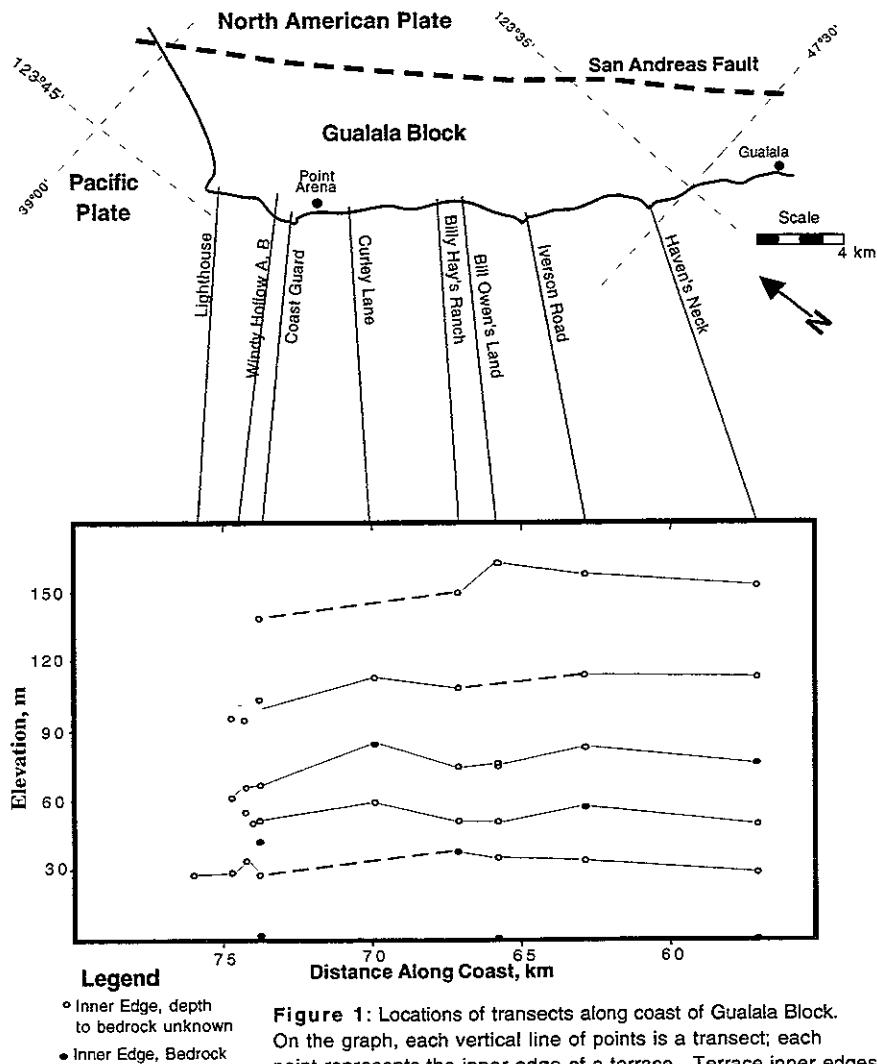 North American Plate
123°35'
47°30'
San Andreas Fault
123°45'
Gualala Block
Gualala
Point
Arena
Pacific
Plate
39°00'
Scale
4 km
N
Lighthouse
Windy Hollow A, B
Coast Guard
Curley Lane
Billy Hay's Ranch
Bill Owen's Land
Iverson Road
Haven's Neck
150
120
90
60
30
Elevation, m
75
70
65
60
Distance Along Coast, km
Legend
Inner Edge, depth
to bedrock unknown
Inner Edge, Bedrock
Figure 1: Locations of transects along coast of Gualala Block.
On the graph, each vertical line of points is a transect; each
point represents the inner edge of a terrace. Terrace inner edges